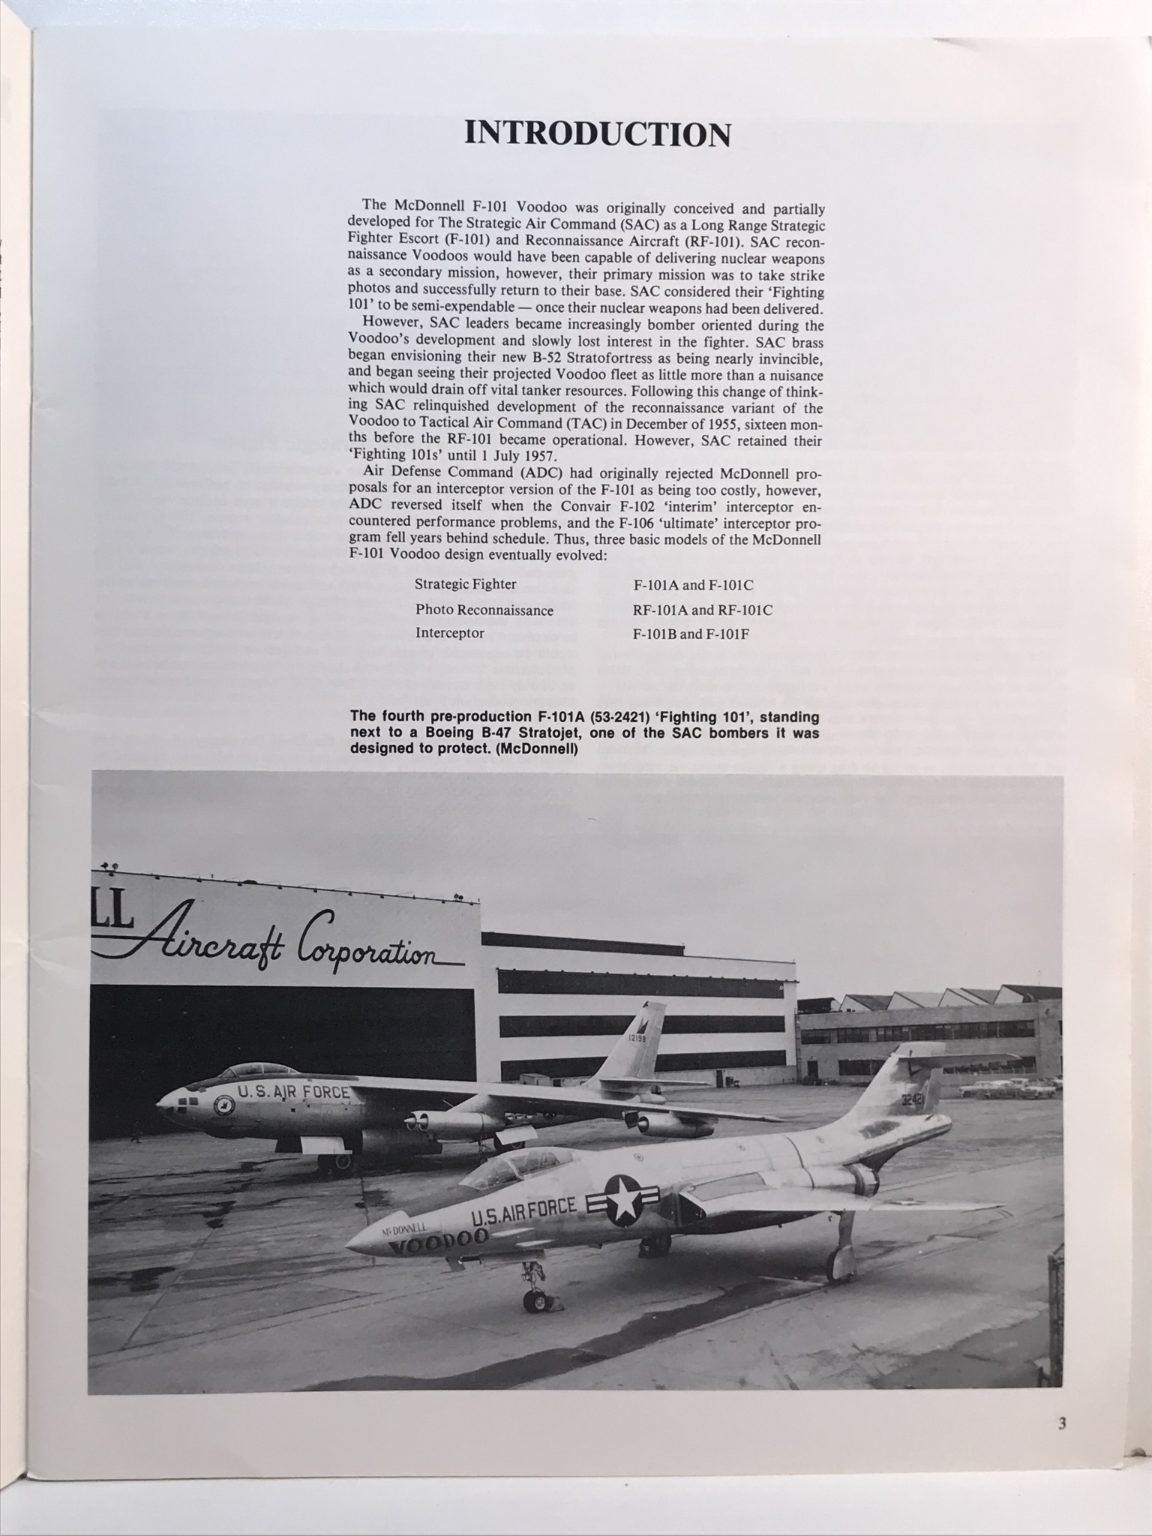 INTRODUCTION
The McDonnell F-101 Voodoo was originally conceived and partially
developed for The Strategic Air Command (SAC) as a Long Range Strategic
Fighter Escort (F-101) and Reconnaissance Aircraft (RF-101). SAC recon-
naissance Voodoos would have been capable of delivering nuclear weapons
as a secondary mission, however, their primary mission was to take strike
photos and successfully return to their base. SAC considered their ‘Fighting
101’ to be semi-expendable — once their nuclear weapons had been delivered.
However, SAC leaders became increasingly bomber oriented during the
Voodoo’s development and slowly lost interest in the fighter. SAC brass
began envisioning their new B-52 Stratofortress as being nearly invincible,
and began seeing their projected Voodoo fleet as little more than a nuisance
which would drain off vital tanker resources. Following this change of think-
ing SAC relinquished development of the reconnaissance variant of the
Voodoo to Tactical Air Command (TAC) in December of 1955, sixteen mon-
ths before the RF-101 became operational. However, SAC retained their
‘Fighting 101s’ until 1 July 1957.
Air Defense Command (ADC) had originally rejected McDonnell pro-
posals for an interceptor version of the F-101 as being too costly, however,
ADC reversed itself when the Convair F-102 ‘interim’ interceptor en-
countered performance problems, and the F-106 ‘ultimate’ interceptor pro-
gram fell years behind schedule. Thus, three basic models of the McDonnell
F-101 Voodoo design eventually evolved:
Strategic Fighter F-101A and F-101C
Photo Reconnaissance RF-101A and RF-101C
Interceptor F-101B and F-101F
The fourth pre-production F-101A (53-2421) ‘Fighting 101’, standing
next to a Boeing B-47 Stratojet, one of the SAC bombers it was
designed to protect. (McDonnell)
LL
Aircraft Corporation
12198
U.S. AIR FORCE
32421
U.S. AIR FORCE
McDONNELL
VOODOO
3